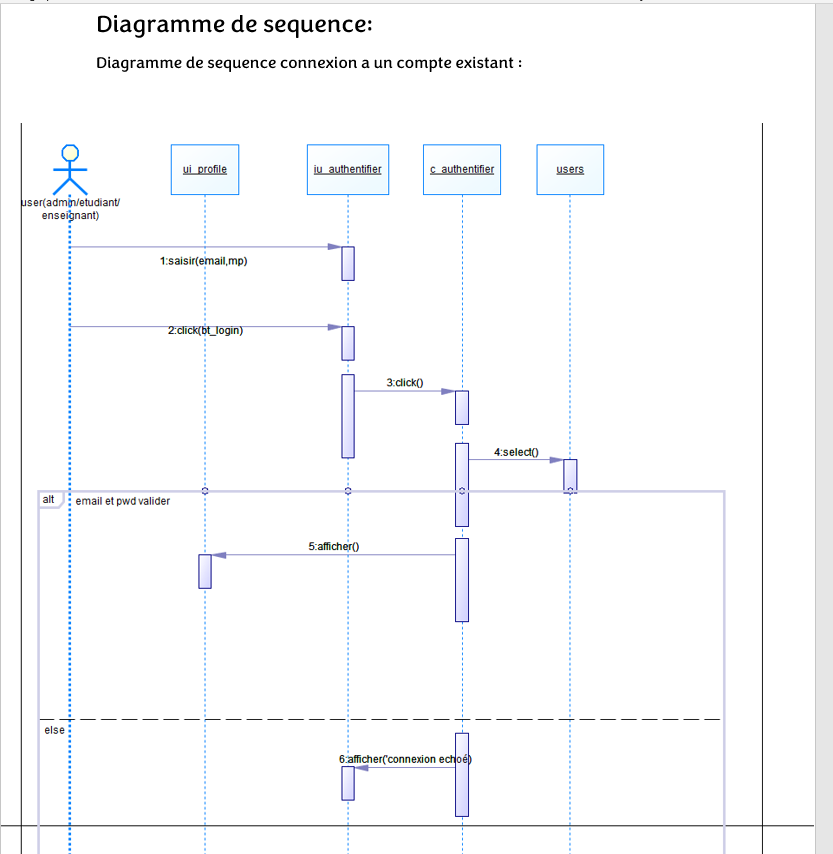 Diagramme de sequence:
Diagramme de sequence connexion a un compte existant :
ui_profile
iu_authentifier
c_authentifier
users
user(admin/etudiant/
enseignant)
1:saisir(email,mp)
2:click(bt_login)
3:click()
4:select()
alt
email et pwd valider
5:afficher()
else
6:afficher('connexion echoé)